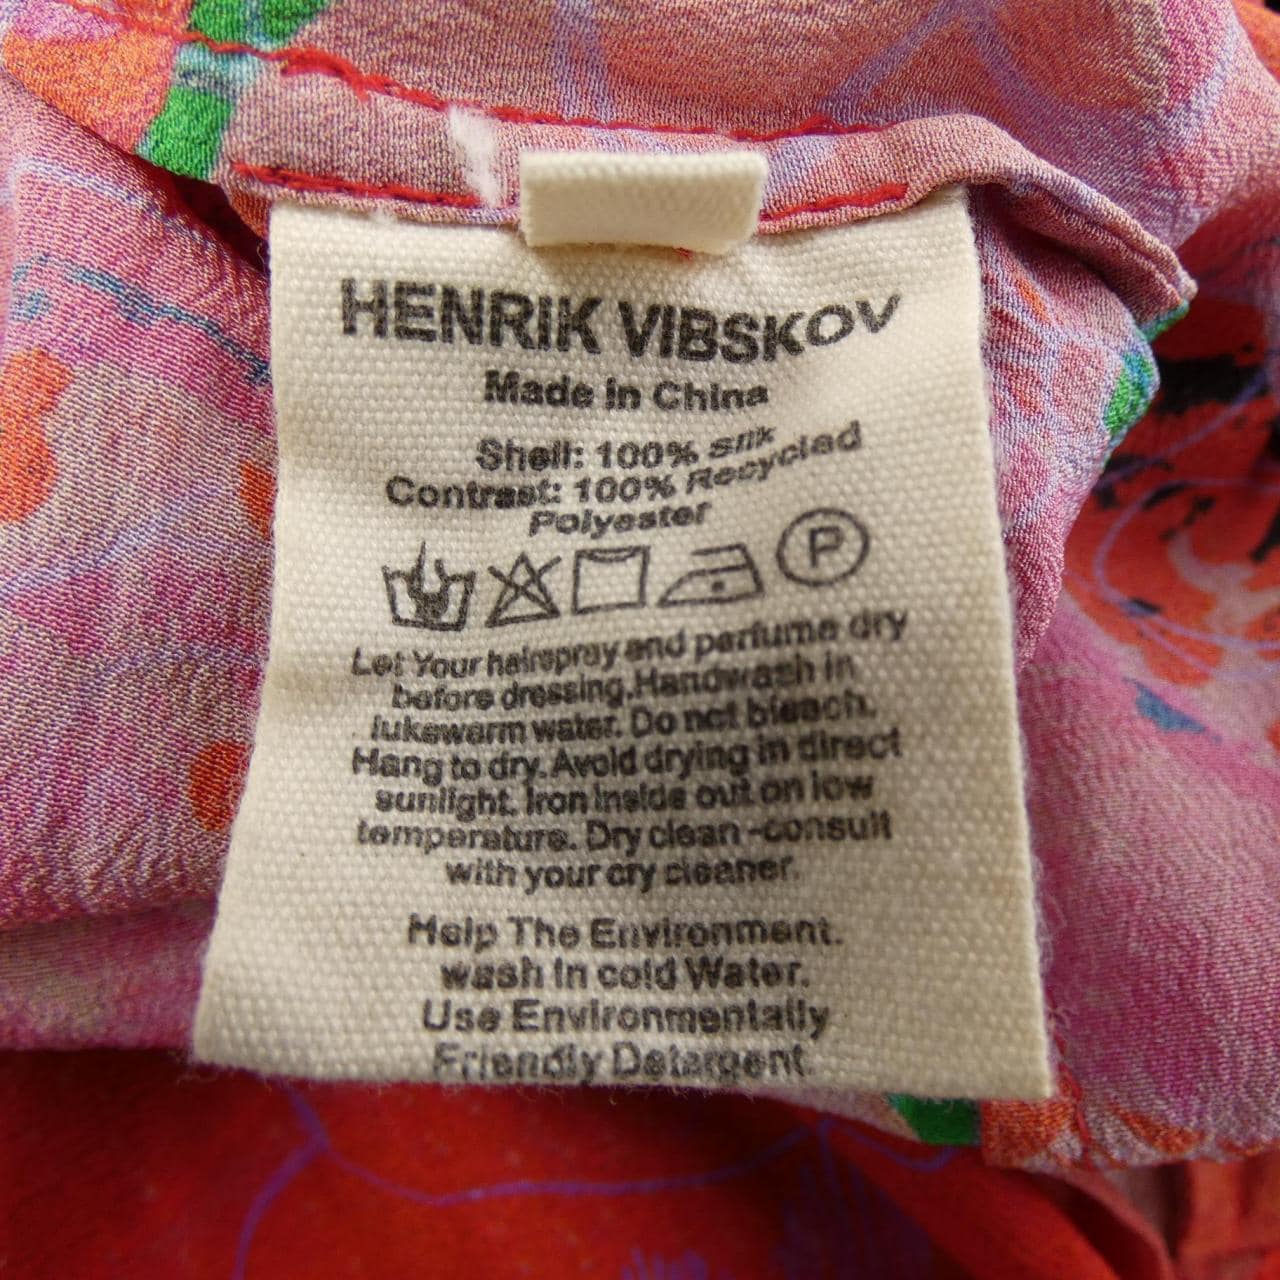 HENRIK VIBSKOV
Made in China
Shell: 100% silk
Contrast: 100% Recycled
Polyester
P
Let Your hairspray and perfume dry
before dressing.Handwash in
lukewarm water. Do not bleach.
Hang to dry. Avoid drying in direct
sunlight. Iron inside out on low
temperature. Dry clean -consult
with your cry cleaner.
Help The Environment.
wash in cold Water.
Use Environmentally
Friendly Detergent.